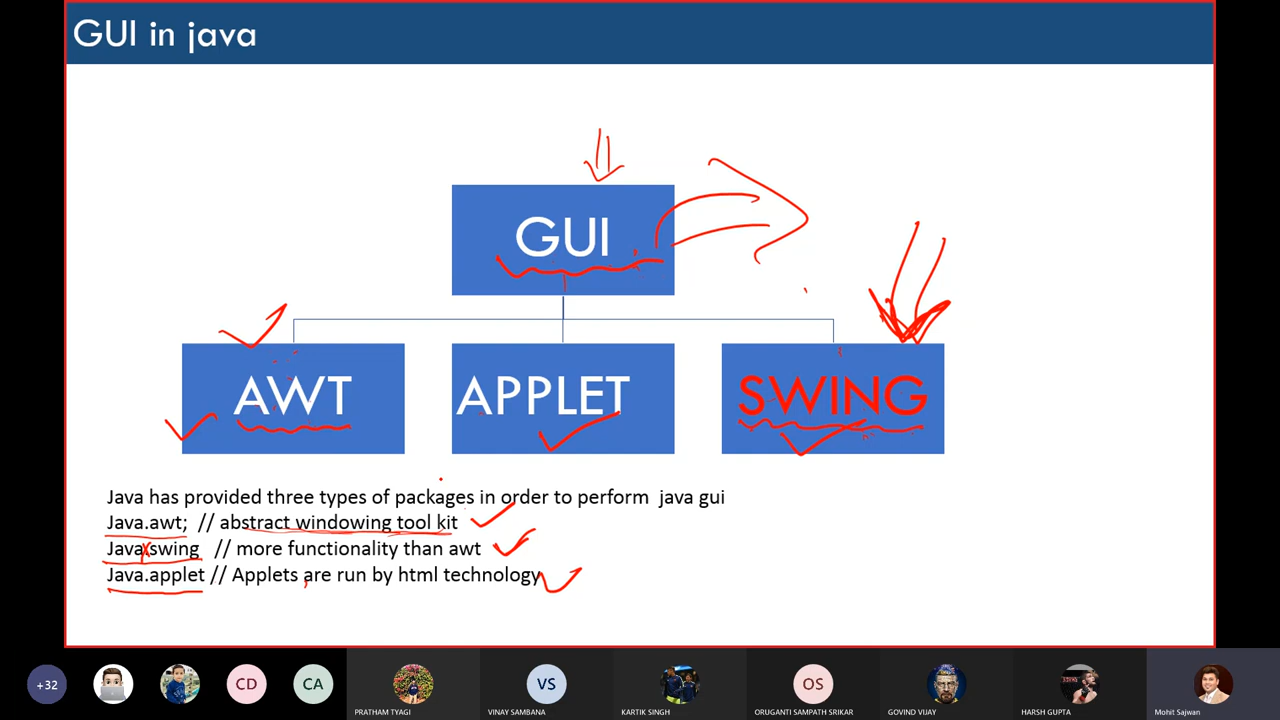 GUI in java
GUI
AWT
APPLET
SWING
Java has provided three types of packages in order to perform java gui
Java.awt; // abstract windowing tool kit
Javaxswing // more functionality than awt
Java.applet // Applets are run by html technology
+32
CD
CA
VS
OS
PRATHAM TYAGI
VINAY SAMBANA
KARTIK SINGH
ORUGANTI SAMPATH SRIKAR
GOVIND VIJAY
HARSH GUPTA
Mohit Sajwan